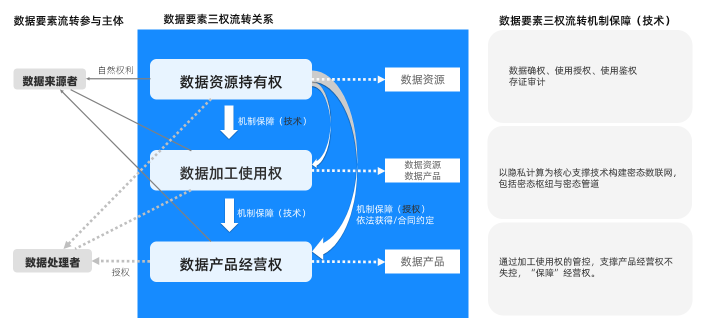 数据要素流转参与主体
数据要素三权流转关系
数据要素三权流转机制保障（技术）
数据来源者
自然权利
数据资源持有权
数据资源
数据确权、使用授权、使用鉴权
存证审计
机制保障（技术）
数据加工使用权
数据资源
数据产品
以隐私计算为核心支撑技术构建密态数联网，
包括密态枢纽与密态管道
机制保障（技术）
机制保障（授权）
依法获得/合同约定
数据处理者
授权
数据产品经营权
数据产品
通过加工使用权的管控，支撑产品经营权不
失控，“保障”经营权。